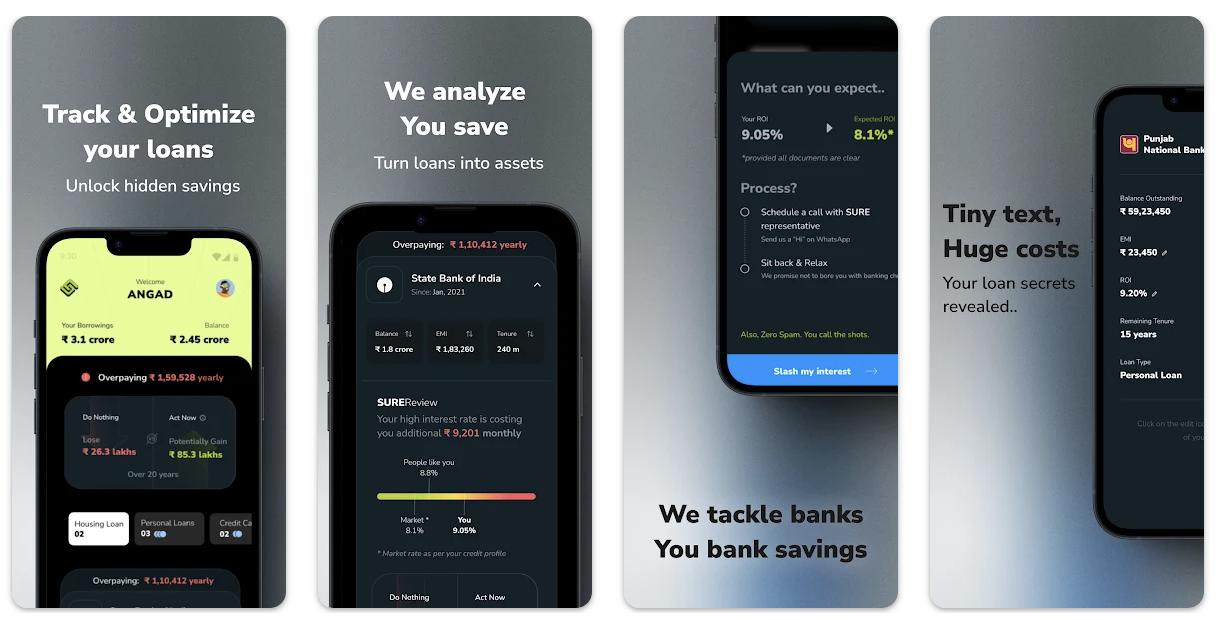 Track & Optimize
your loans
Unlock hidden savings
9:30
Welcome
ANGAD
Your Borrowings
Balance
₹ 3.1 crore
₹ 2.45 crore
Overpaying ₹ 1,59,528 yearly
Do Nothing
Act Now
Lose
₹ 26.3 lakhs
Potentially Gain
₹ 85.3 lakhs
Over 20 years
Housing Loan
02
Personal Loans
03
Credit Ca
02
Overpaying: ₹ 1,10,412 yearly
We analyze
You save
Turn loans into assets
Overpaying: ₹ 1,10,412 yearly
State Bank of India
Since: Jan, 2021
Balance
₹ 1.8 crore
EMI
₹ 1,83,260
Tenure
240 m
SUREReview
Your high interest rate is costing
you additional ₹ 9,201 monthly
People like you
8.8%
Market *
8.1%
You
9.05%
* Market rate as per your credit profile
Do Nothing
Act Now
What can you expect..
Your ROI
9.05%
Expected ROI
8.1%*
*provided all documents are clear
Process?
Schedule a call with SURE
representative
Send us a "Hi" on WhatsApp
Sit back & Relax
We promise not to bore you with banking
Also, Zero Spam. You call the shots.
Slash my interest
We tackle banks
You bank savings
Tiny text,
Huge costs
Your loan secrets
revealed..
Punjab
National Bank
Balance Outstanding
₹ 59,23,450
EMI
₹ 23,450
ROI
9.20%
Remaining Tenure
15 years
Loan Type
Personal Loan
Click on the edit
of